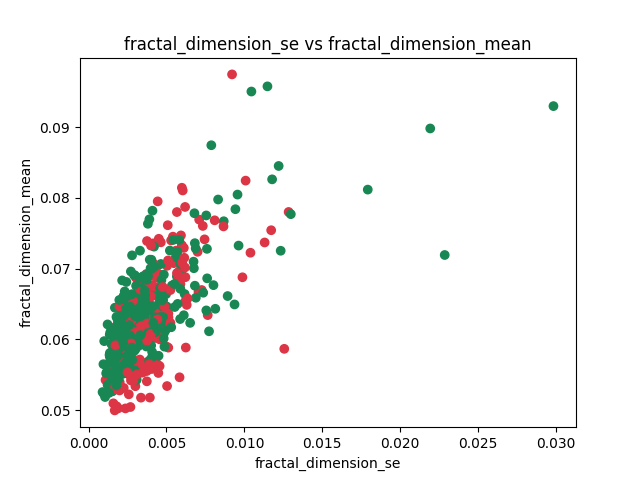 fractal_dimension_se vs fractal_dimension_mean
fractal_dimension_mean
0.09
0.08
0.07
0.06
0.05
0.000 0.005 0.010 0.015 0.020 0.025 0.030
fractal_dimension_se